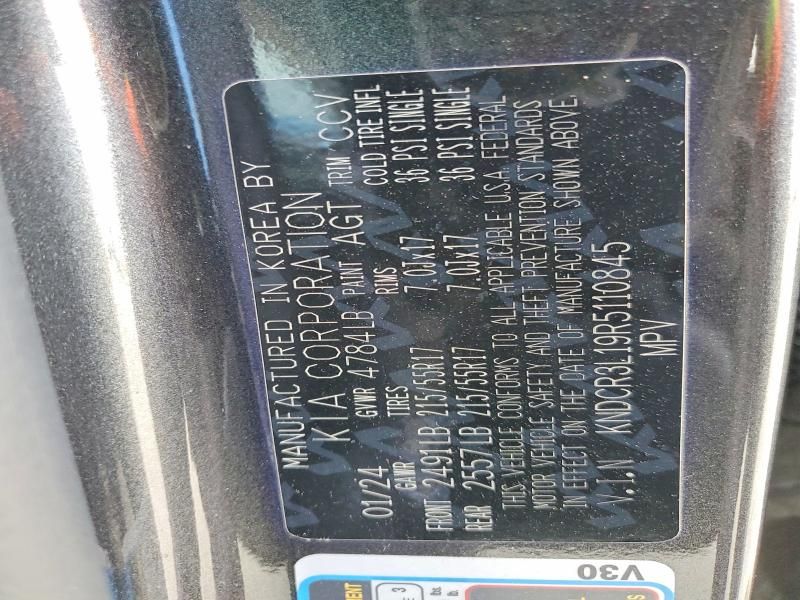 MANUFACTURED IN KOREA BY
KIA CORPORATION
01/24 GVWR 4784LB PAINT AGT TRIM CCV
GAWR TIRES RIMS COLD TIRE INFL
FRONT 2491LB 215/55R17 7.0Jx17 36 PSI SINGLE
REAR 2557LB 215/55R17 7.0Jx17 36 PSI SINGLE
THIS VEHICLE CONFORMS TO ALL APPLICABLE U.S.A. FEDERAL
MOTOR VEHICLE SAFETY AND THEFT PREVENTION STANDARDS
IN EFFECT ON THE DATE OF MANUFACTURE SHOWN ABOVE.
V.I.N KNDCR3L19R5110845
MPV
V30